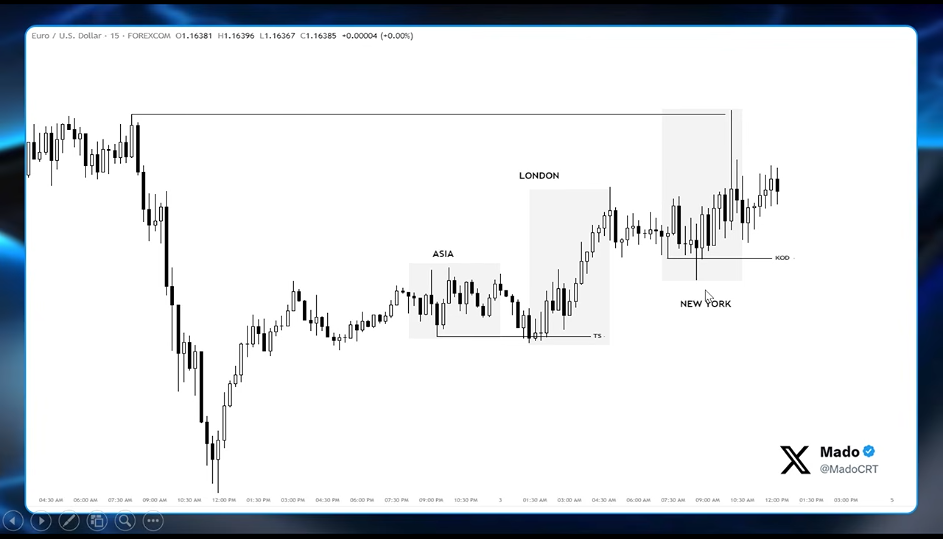 Euro / U.S. Dollar · 15 · FOREXCOM O1.16381 H1.16396 L1.16367 C1.16385 +0.00004 (+0.00%)
LONDON
ASIA
KOD
NEW YORK
TS
Mado
@MadoCRT
04:30 AM 06:00 AM 07:30 AM 09:00 AM 10:30 AM 12:00 PM 01:30 PM 03:00 PM 04:30 PM 06:00 PM 07:30 PM 09:00 PM 10:30 PM 3 01:30 AM 03:00 AM 04:30 AM 06:00 AM 07:30 AM 09:00 AM 10:30 AM 12:00 PM 01:30 PM 03:00 PM 5